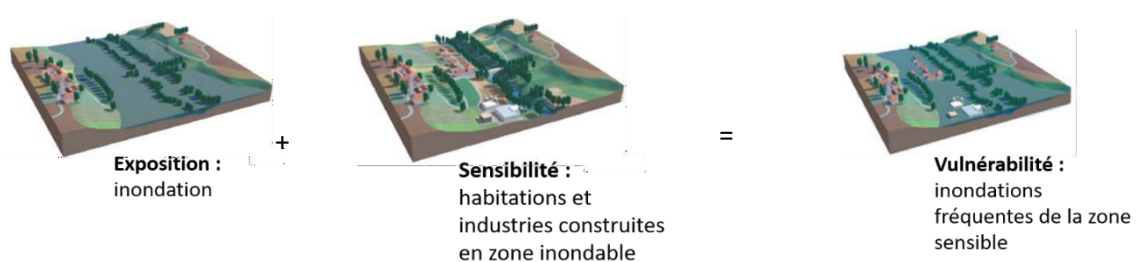 +
=
Exposition :
inondation
Sensibilité :
habitations et
industries construites
en zone inondable
Vulnérabilité :
inondations
fréquentes de la zone
sensible